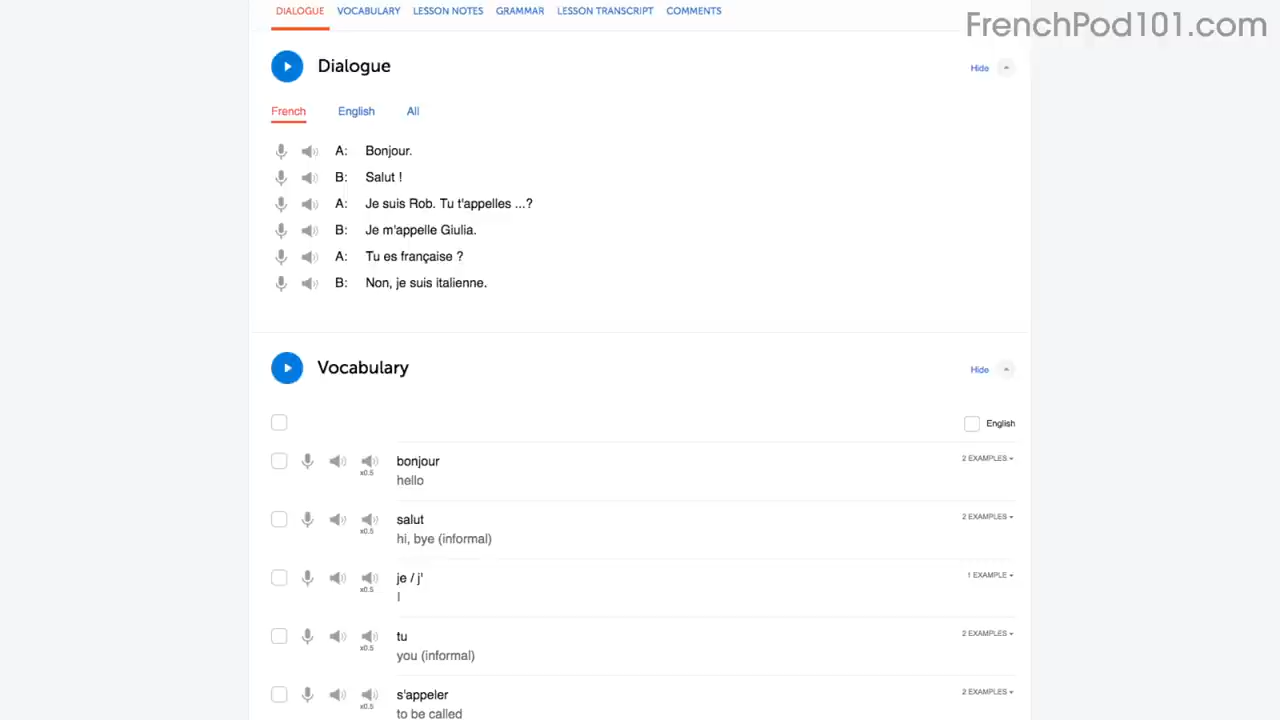 DIALOGUE VOCABULARY LESSON NOTES GRAMMAR LESSON TRANSCRIPT COMMENTS
FrenchPod101.com
Dialogue
Hide
French English All
A: Bonjour.
B: Salut !
A: Je suis Rob. Tu t'appelles ...?
B: Je m'appelle Giulia.
A: Tu es française ?
B: Non, je suis italienne.
Vocabulary
Hide
English
bonjour
2 EXAMPLES
x0.5
hello
salut
2 EXAMPLES
x0.5
hi, bye (informal)
je / j'
1 EXAMPLE
x0.5
I
tu
2 EXAMPLES
x0.5
you (informal)
s'appeler
2 EXAMPLES
x0.5
to be called